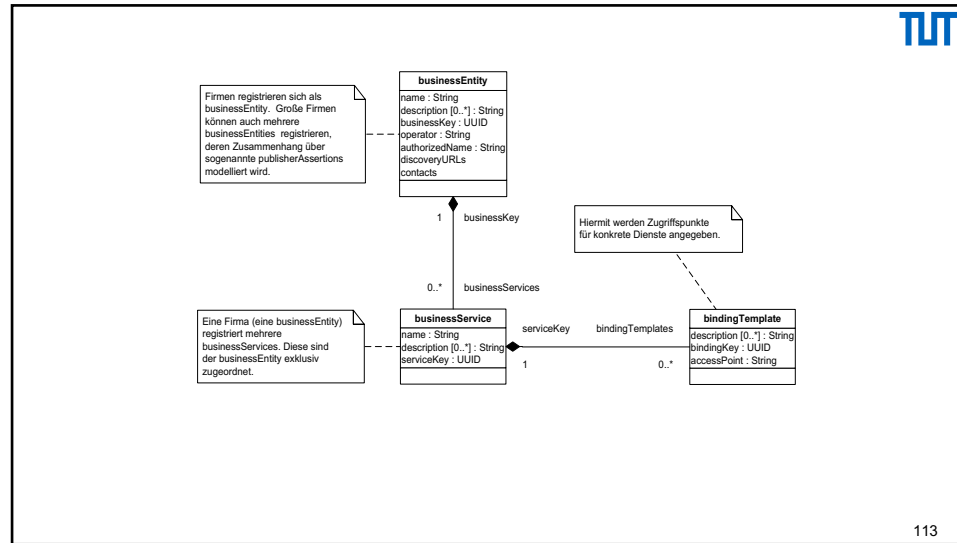 TUT
businessEntity
name : String
description [0..*] : String
businessKey : UUID
operator : String
authorizedName : String
discoveryURLs
contacts
Firmen registrieren sich als
businessEntity. Große Firmen
können auch mehrere
businessEntities registrieren,
deren Zusammenhang über
sogenannte publisherAssertions
modelliert wird.
1 businessKey
Hiermit werden Zugriffspunkte
für konkrete Dienste angegeben.
0..* businessServices
Eine Firma (eine businessEntity)
registriert mehrere
businessServices. Diese sind
der businessEntity exklusiv
zugeordnet.
businessService
name : String
description [0..*] : String
serviceKey : UUID
serviceKey bindingTemplates
1 0..*
bindingTemplate
description [0..*] : String
bindingKey : UUID
accessPoint : String
113